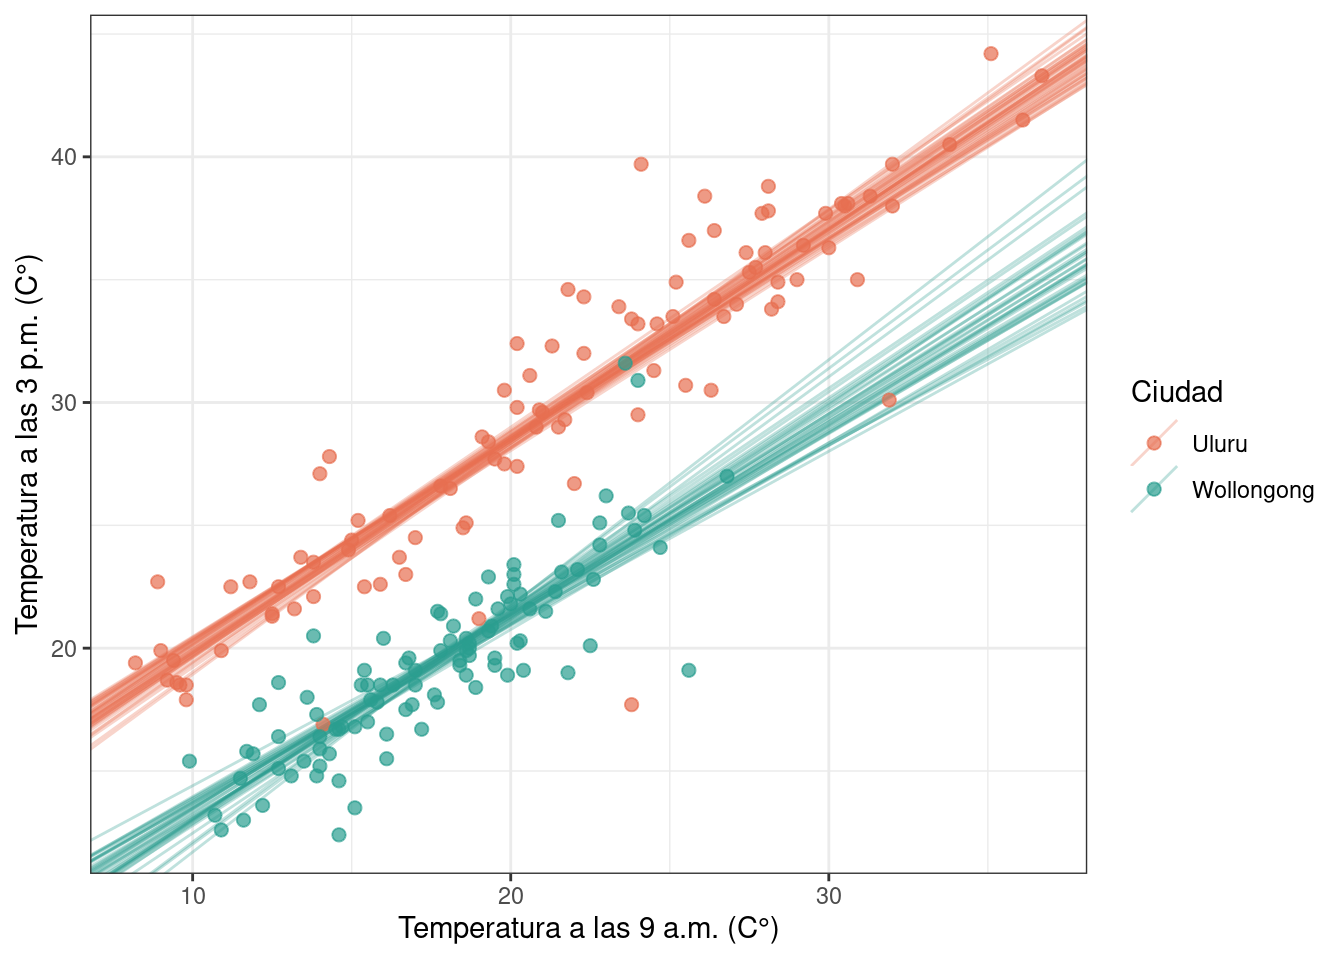 Temperatura a las 3 p.m. (C°)
40
30
20
10
20
30
Temperatura a las 9 a.m. (C°)
Ciudad
Uluru
Wollongong